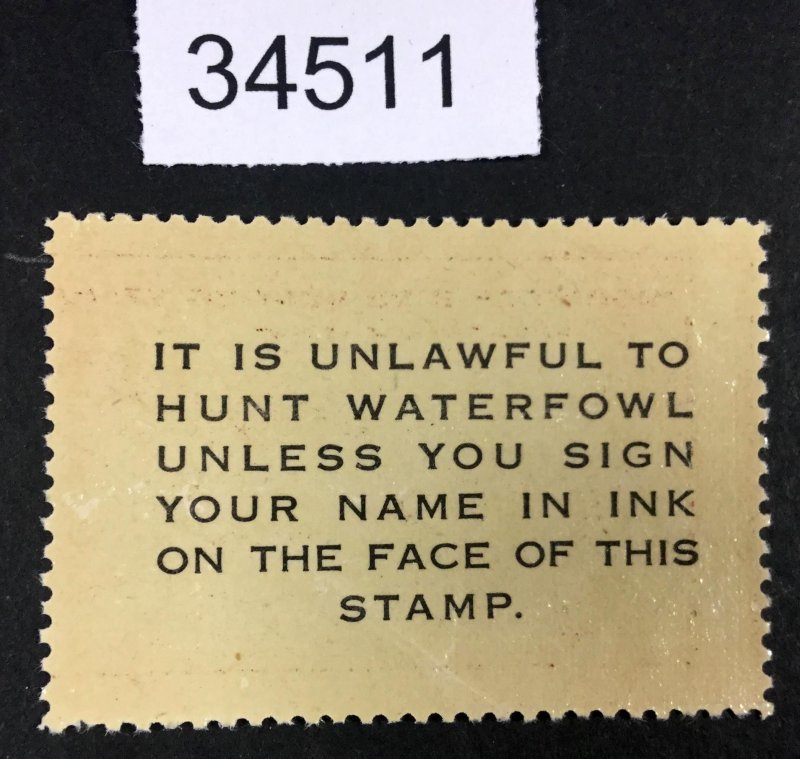 34511
IT IS UNLAWFUL TO
HUNT WATERFOWL
UNLESS YOU SIGN
YOUR NAME IN INK
ON THE FACE OF THIS
STAMP.